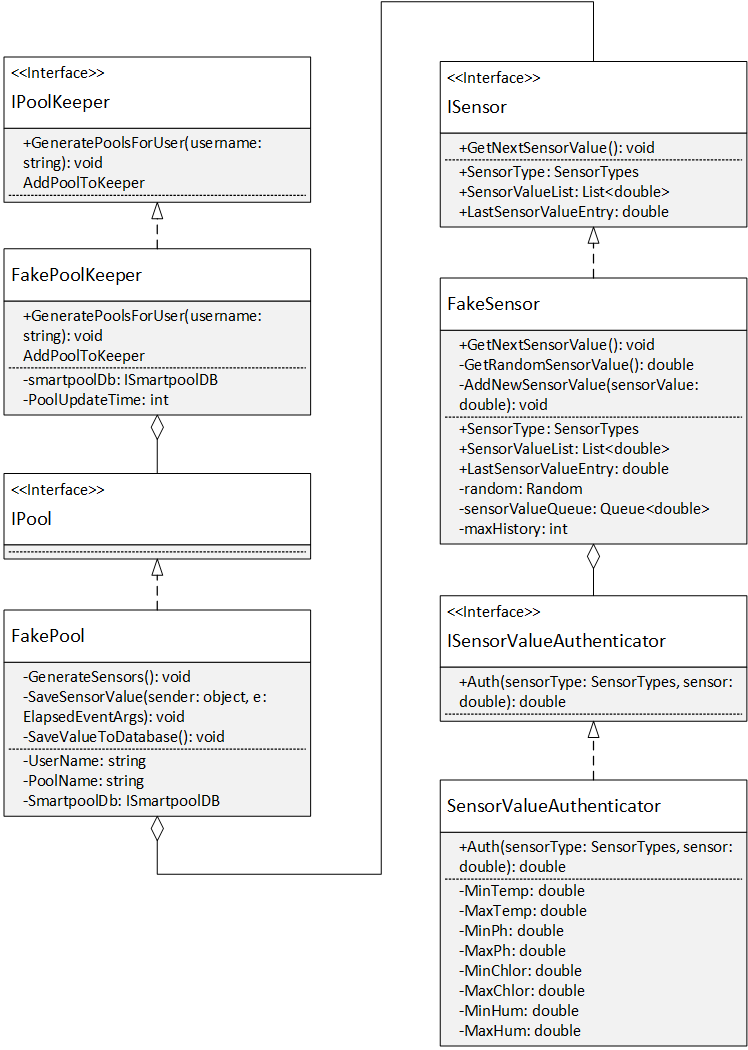 <<Interface>>
IPoolKeeper
+GeneratePoolsForUser(username:
string): void
AddPoolToKeeper
FakePoolKeeper
+GeneratePoolsForUser(username:
string): void
AddPoolToKeeper
-smartpoolDb: ISmartpoolDB
-PoolUpdateTime: int
<<Interface>>
IPool
FakePool
-GenerateSensors(): void
-SaveSensorValue(sender: object, e:
ElapsedEventArgs): void
-SaveValueToDatabase(): void
-UserName: string
-PoolName: string
-SmartpoolDb: ISmartpoolDB
<<Interface>>
ISensor
+GetNextSensorValue(): void
+SensorType: SensorTypes
+SensorValueList: List<double>
+LastSensorValueEntry: double
FakeSensor
+GetNextSensorValue(): void
-GetRandomSensorValue(): double
-AddNewSensorValue(sensorValue:
double): void
+SensorType: SensorTypes
+SensorValueList: List<double>
+LastSensorValueEntry: double
-random: Random
-sensorValueQueue: Queue<double>
-maxHistory: int
<<Interface>>
ISensorValueAuthenticator
+Auth(sensorType: SensorTypes, sensor:
double): double
SensorValueAuthenticator
+Auth(sensorType: SensorTypes, sensor:
double): double
-MinTemp: double
-MaxTemp: double
-MinPh: double
-MaxPh: double
-MinChlor: double
-MaxChlor: double
-MinHum: double
-MaxHum: double